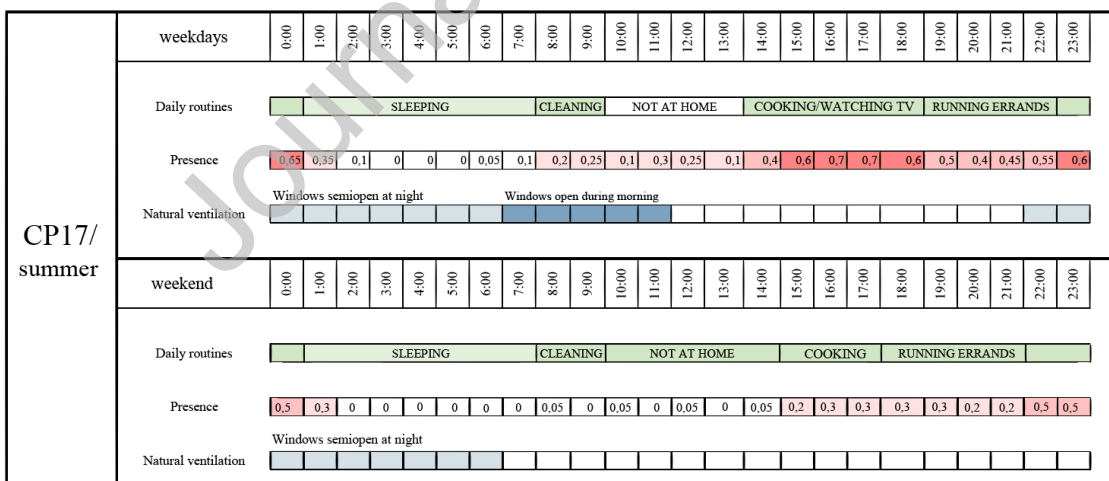 Journa
weekdays 0:00 1:00 2:00 3:00 4:00 5:00 6:00 7:00 8:00 9:00 10:00 11:00 12:00 13:00 14:00 15:00 16:00 17:00 18:00 19:00 20:00 21:00 22:00 23:00
Daily routines SLEEPING CLEANING NOT AT HOME COOKING/WATCHING TV RUNNING ERRANDS
Presence 0,65 0,35 0,1 0 0 0 0,05 0,1 0,2 0,25 0,1 0,3 0,25 0,1 0,4 0,6 0,7 0,7 0,6 0,5 0,4 0,45 0,55 0,6
Windows semiopen at night Windows open during morning
Natural ventilation
CP17/
summer
weekend 0:00 1:00 2:00 3:00 4:00 5:00 6:00 7:00 8:00 9:00 10:00 11:00 12:00 13:00 14:00 15:00 16:00 17:00 18:00 19:00 20:00 21:00 22:00 23:00
Daily routines SLEEPING CLEANING NOT AT HOME COOKING RUNNING ERRANDS
Presence 0,5 0,3 0 0 0 0 0 0 0,05 0 0,05 0 0,05 0 0,05 0,2 0,3 0,3 0,3 0,3 0,2 0,2 0,5 0,5
Windows semiopen at night
Natural ventilation